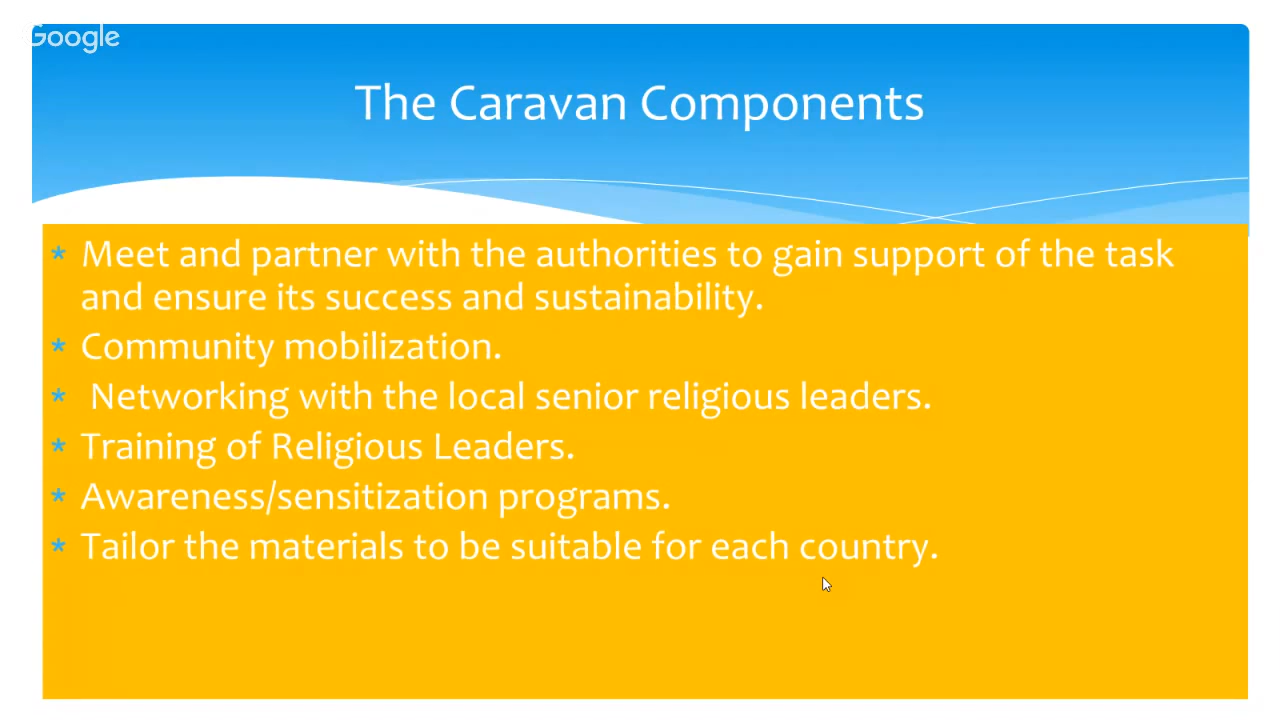 Google
The Caravan Components
* Meet and partner with the authorities to gain support of the task
and ensure its success and sustainability.
* Community mobilization.
* Networking with the local senior religious leaders.
* Training of Religious Leaders.
* Awareness/sensitization programs.
* Tailor the materials to be suitable for each country.